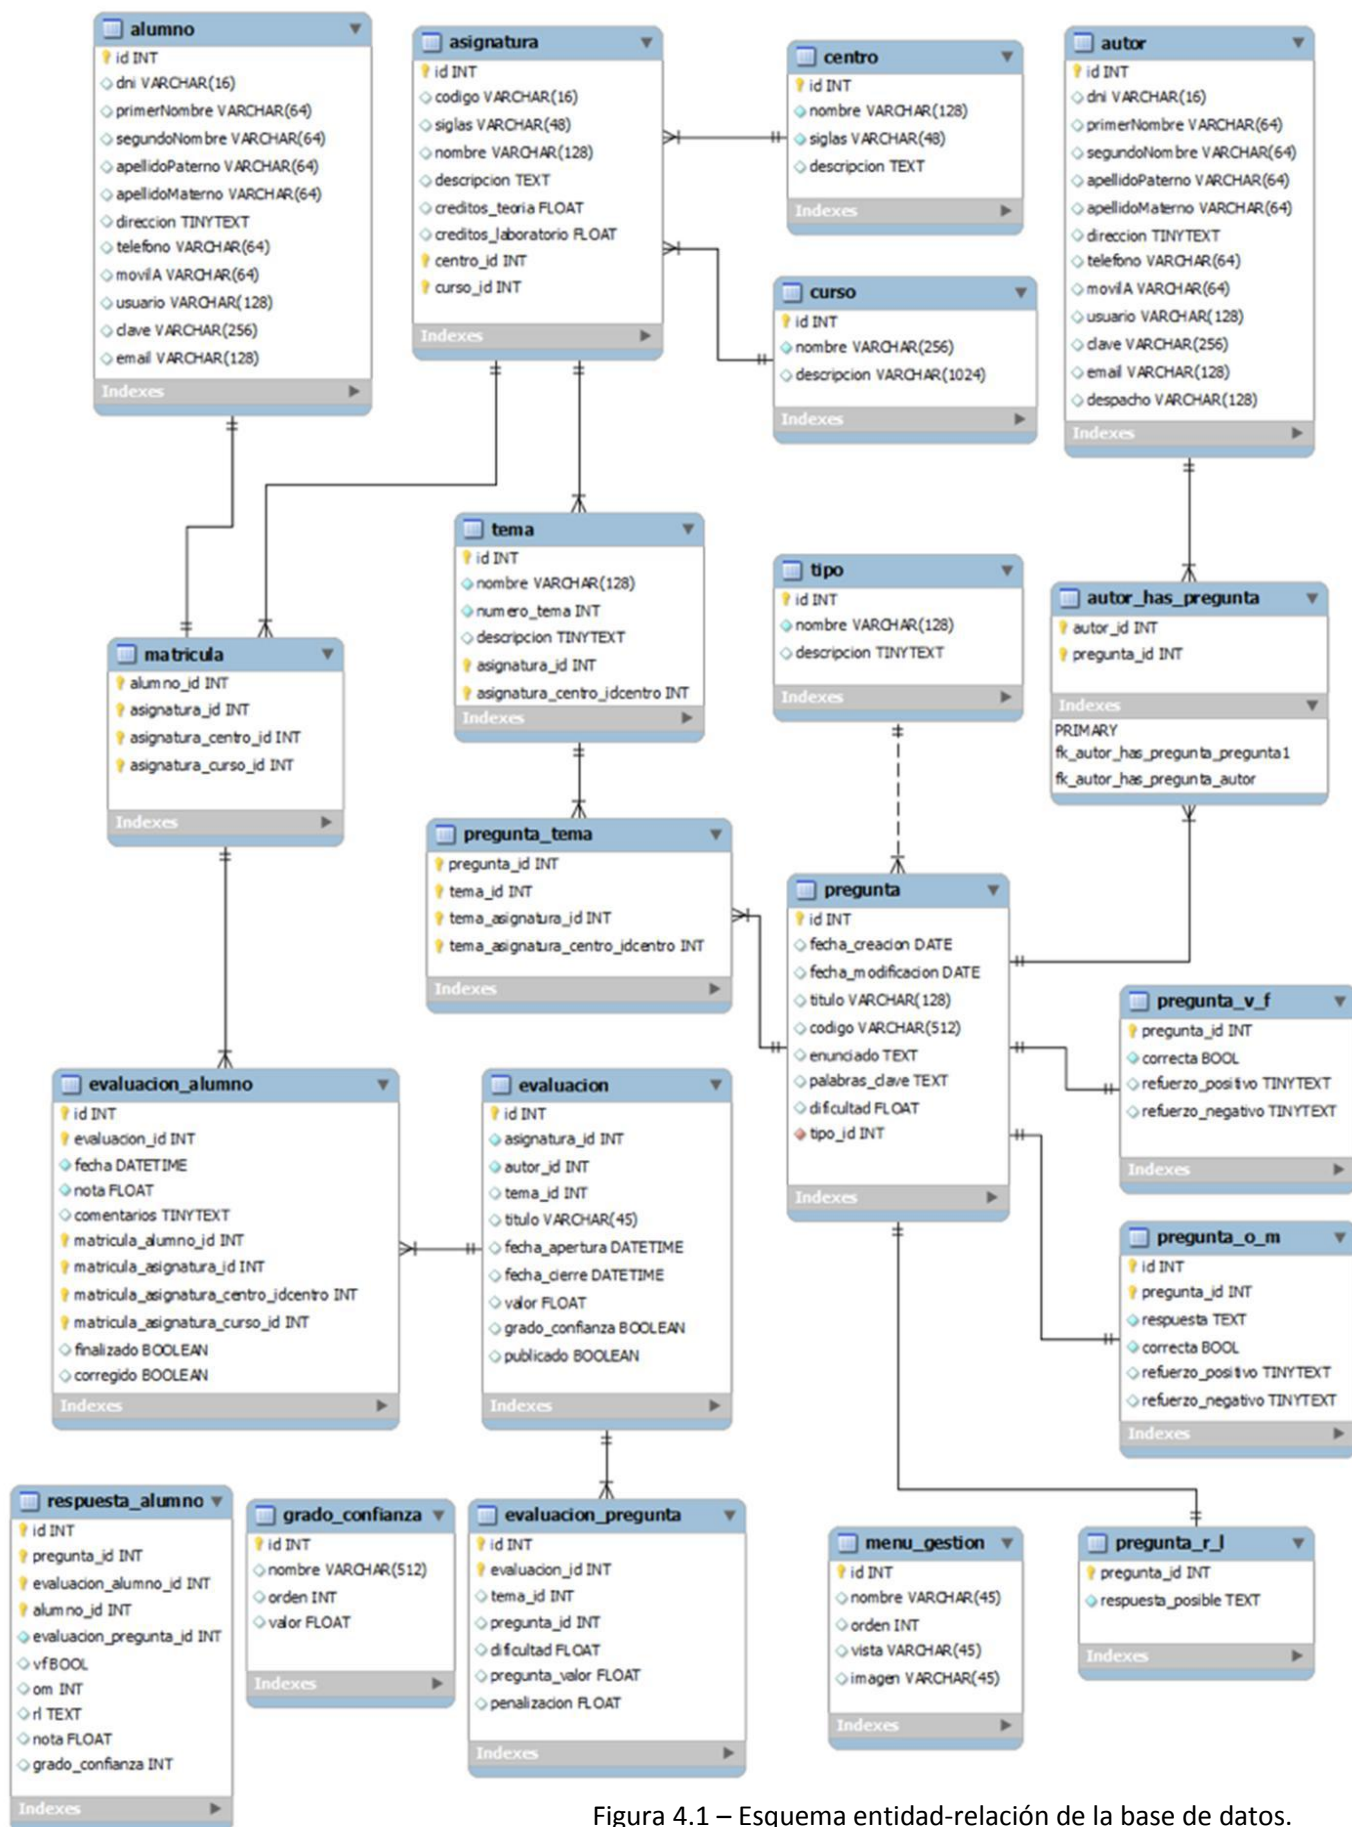 alumno
id INT
dni VARCHAR(16)
primerNombre VARCHAR(64)
segundoNombre VARCHAR(64)
apellidoPaterno VARCHAR(64)
apellidoMaterno VARCHAR(64)
direccion TINYTEXT
telefono VARCHAR(64)
movilA VARCHAR(64)
usuario VARCHAR(128)
clave VARCHAR(256)
email VARCHAR(128)
Indexes
asignatura
id INT
codigo VARCHAR(16)
siglas VARCHAR(48)
nombre VARCHAR(128)
descripcion TEXT
creditos_teoria FLOAT
creditos_laboratorio FLOAT
centro_id INT
curso_id INT
Indexes
centro
id INT
nombre VARCHAR(128)
siglas VARCHAR(48)
descripcion TEXT
Indexes
autor
id INT
dni VARCHAR(16)
primerNombre VARCHAR(64)
segundoNombre VARCHAR(64)
apellidoPaterno VARCHAR(64)
apellidoMaterno VARCHAR(64)
direccion TINYTEXT
telefono VARCHAR(64)
movilA VARCHAR(64)
usuario VARCHAR(128)
clave VARCHAR(256)
email VARCHAR(128)
despacho VARCHAR(128)
Indexes
curso
id INT
nombre VARCHAR(256)
descripcion VARCHAR(1024)
Indexes
tema
id INT
nombre VARCHAR(128)
numero_tema INT
descripcion TINYTEXT
asignatura_id INT
asignatura_centro_idcentro INT
Indexes
tipo
id INT
nombre VARCHAR(128)
descripcion TINYTEXT
Indexes
autor_has_pregunta
autor_id INT
pregunta_id INT
Indexes
PRIMARY
fk_autor_has_pregunta_pregunta1
fk_autor_has_pregunta_autor
matricula
alumno_id INT
asignatura_id INT
asignatura_centro_id INT
asignatura_curso_id INT
Indexes
pregunta_tema
pregunta_id INT
tema_id INT
tema_asignatura_id INT
tema_asignatura_centro_idcentro INT
Indexes
pregunta
id INT
fecha_creacion DATE
fecha_modificacion DATE
titulo VARCHAR(128)
codigo VARCHAR(512)
enunciado TEXT
palabras_clave TEXT
dificultad FLOAT
tipo_id INT
Indexes
pregunta_v_f
pregunta_id INT
correcta BOOL
refuerzo_positivo TINYTEXT
refuerzo_negativo TINYTEXT
Indexes
evaluacion_alumno
id INT
evaluacion_id INT
fecha DATETIME
nota FLOAT
comentarios TINYTEXT
matricula_alumno_id INT
matricula_asignatura_id INT
matricula_asignatura_centro_idcentro INT
matricula_asignatura_curso_id INT
finalizado BOOLEAN
corregido BOOLEAN
Indexes
evaluacion
id INT
asignatura_id INT
autor_id INT
tema_id INT
titulo VARCHAR(45)
fecha_apertura DATETIME
fecha_cierre DATETIME
valor FLOAT
grado_confianza BOOLEAN
publicado BOOLEAN
Indexes
pregunta_o_m
id INT
pregunta_id INT
respuesta TEXT
correcta BOOL
refuerzo_positivo TINYTEXT
refuerzo_negativo TINYTEXT
Indexes
respuesta_alumno
id INT
pregunta_id INT
evaluacion_alumno_id INT
alumno_id INT
evaluacion_pregunta_id INT
vf BOOL
om INT
rl TEXT
nota FLOAT
grado_confianza INT
Indexes
grado_confianza
id INT
nombre VARCHAR(512)
orden INT
valor FLOAT
Indexes
evaluacion_pregunta
id INT
evaluacion_id INT
tema_id INT
pregunta_id INT
dificultad FLOAT
pregunta_valor FLOAT
penalizacion FLOAT
Indexes
menu_gestion
id INT
nombre VARCHAR(45)
orden INT
vista VARCHAR(45)
imagen VARCHAR(45)
Indexes
pregunta_r_l
pregunta_id INT
respuesta_posible TEXT
Indexes
Figura 4.1 – Esquema entidad-relación de la base de datos.